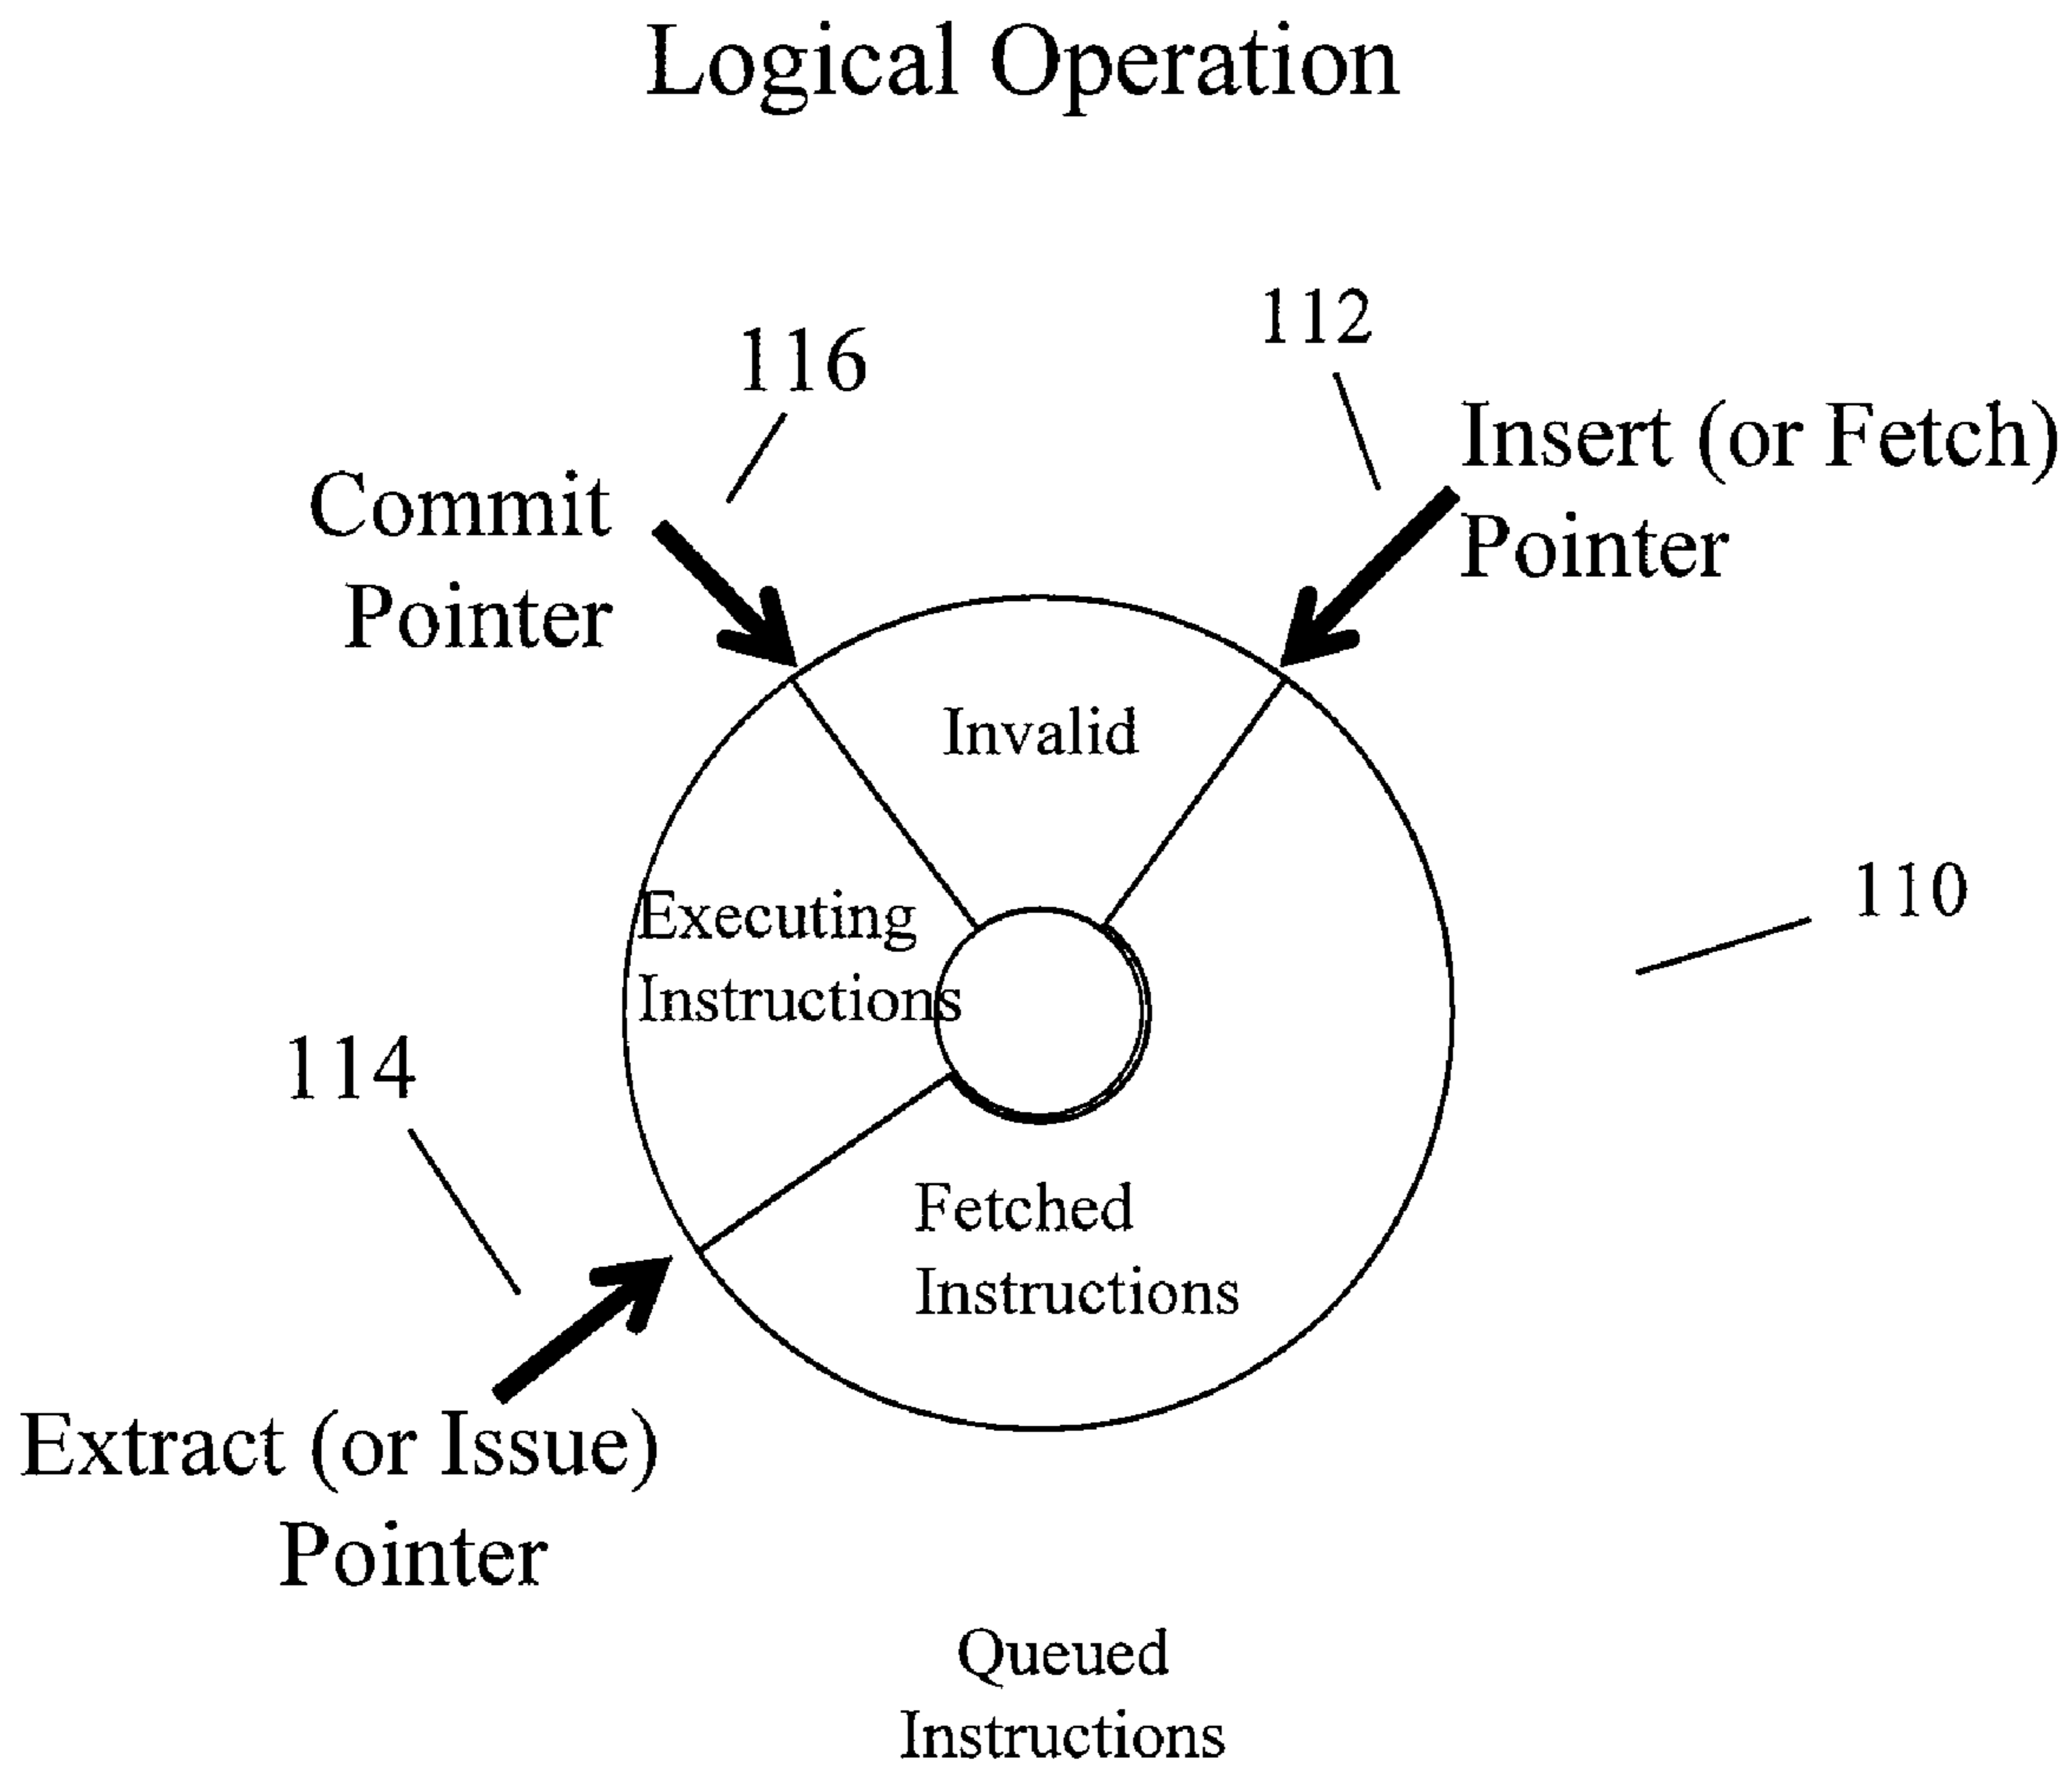 Logical Operation
116
112
Commit
Pointer
Insert (or Fetch)
Pointer
Invalid
110
Executing
Instructions
114
Fetched
Instructions
Extract (or Issue)
Pointer
Queued
Instructions